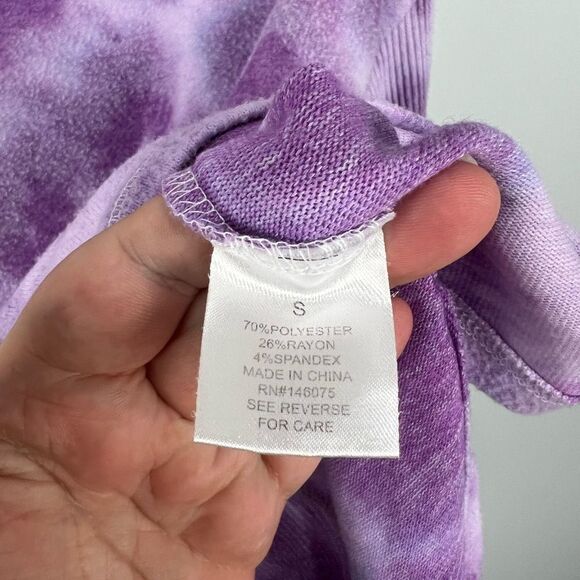 S
70%POLYESTER
26%RAYON
4%SPANDEX
MADE IN CHINA
RN#146075
SEE REVERSE
FOR CARE